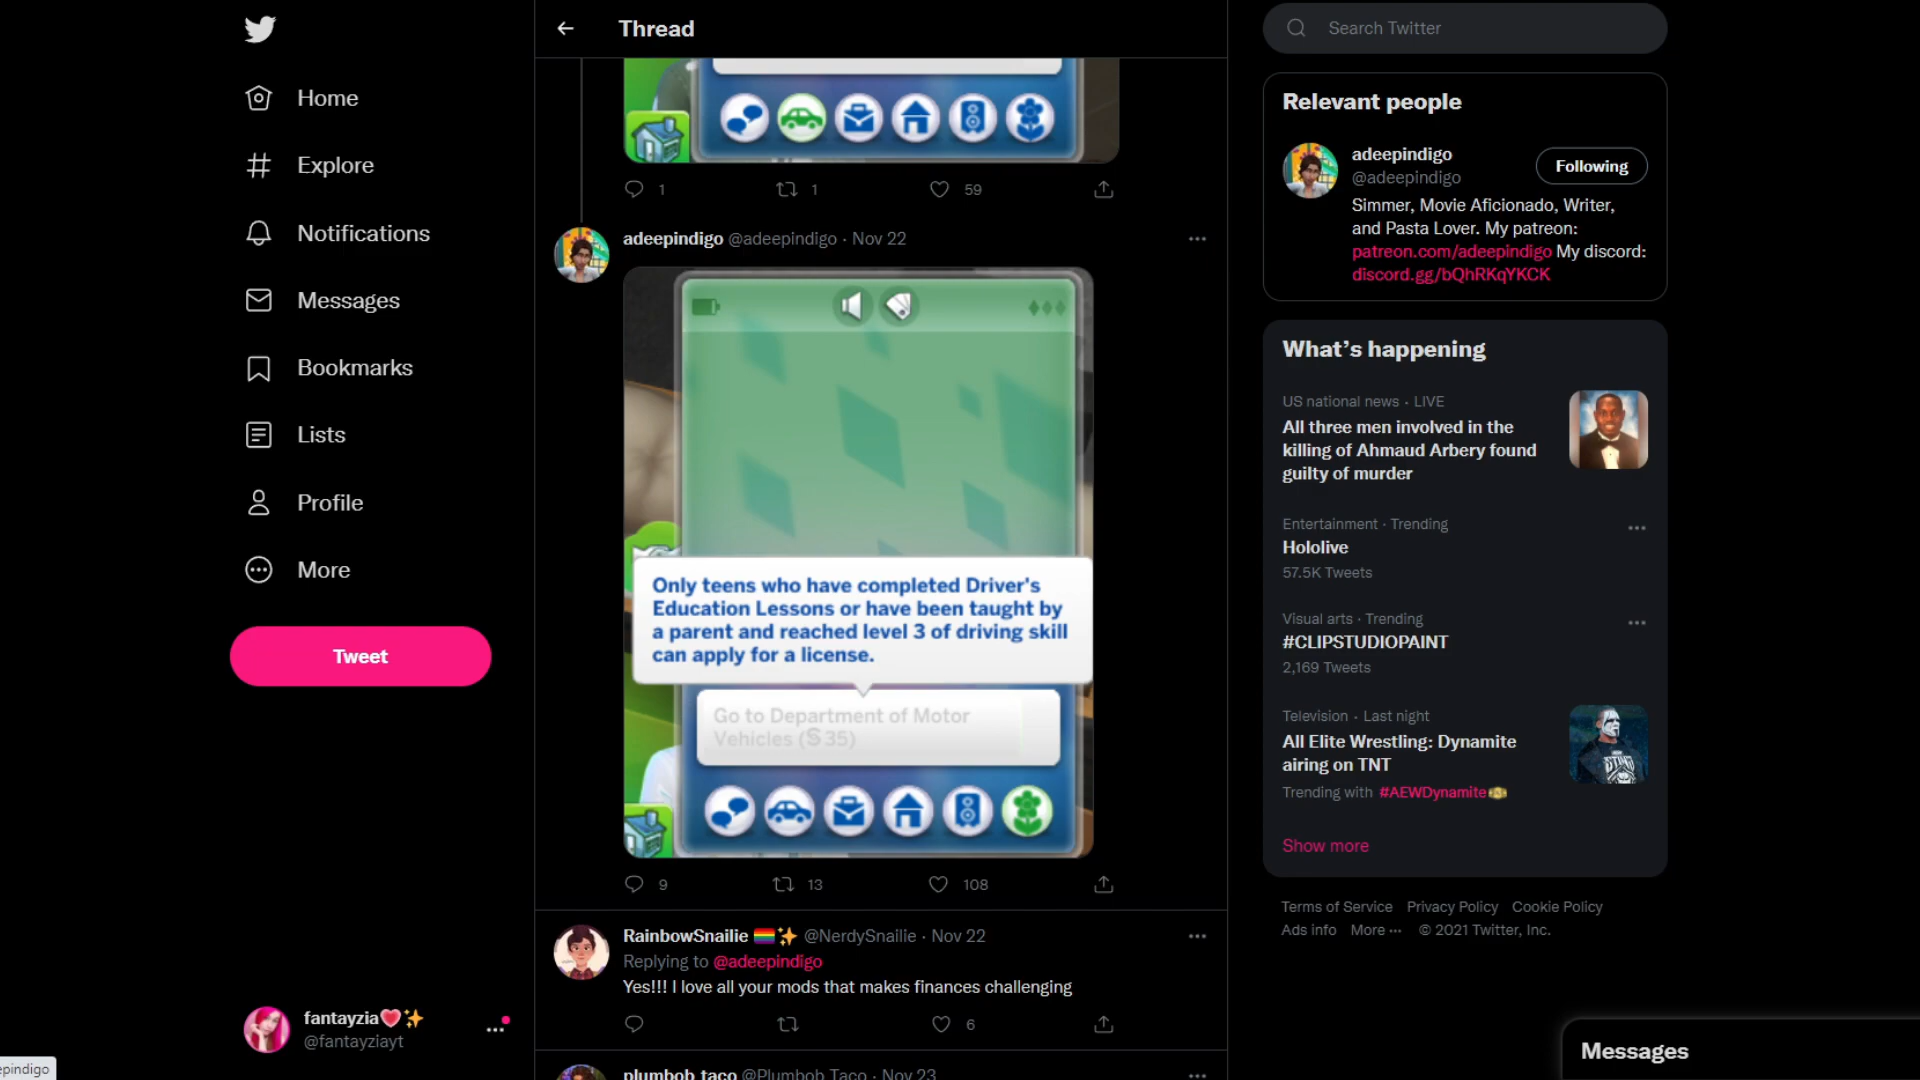 Home
Explore
Notifications
Messages
Bookmarks
Lists
Profile
More
Tweet
fantayzia💗✨
@fantayziayt
epindigo
Thread
1
1
59
adeepindigo @adeepindigo · Nov 22
Only teens who have completed Driver's
Education Lessons or have been taught by
a parent and reached level 3 of driving skill
can apply for a license.
Go to Department of Motor
Vehicles (§35)
9
13
108
RainbowSnailie 🏳️‍🌈✨ @NerdySnailie · Nov 22
Replying to @adeepindigo
Yes!!! I love all your mods that makes finances challenging
6
plumbob_taco @Plumbob_Taco · Nov 23
Search Twitter
Relevant people
adeepindigo
@adeepindigo
Following
Simmer, Movie Aficionado, Writer,
and Pasta Lover. My patreon:
patreon.com/adeepindigo My discord:
discord.gg/bQhRKqYKCK
What's happening
US national news · LIVE
All three men involved in the
killing of Ahmaud Arbery found
guilty of murder
Entertainment · Trending
Hololive
57.5K Tweets
Visual arts · Trending
#CLIPSTUDIOPAINT
2,169 Tweets
Television · Last night
All Elite Wrestling: Dynamite
airing on TNT
Trending with #AEWDynamite
Show more
Terms of Service Privacy Policy Cookie Policy
Ads info More ··· © 2021 Twitter, Inc.
Messages